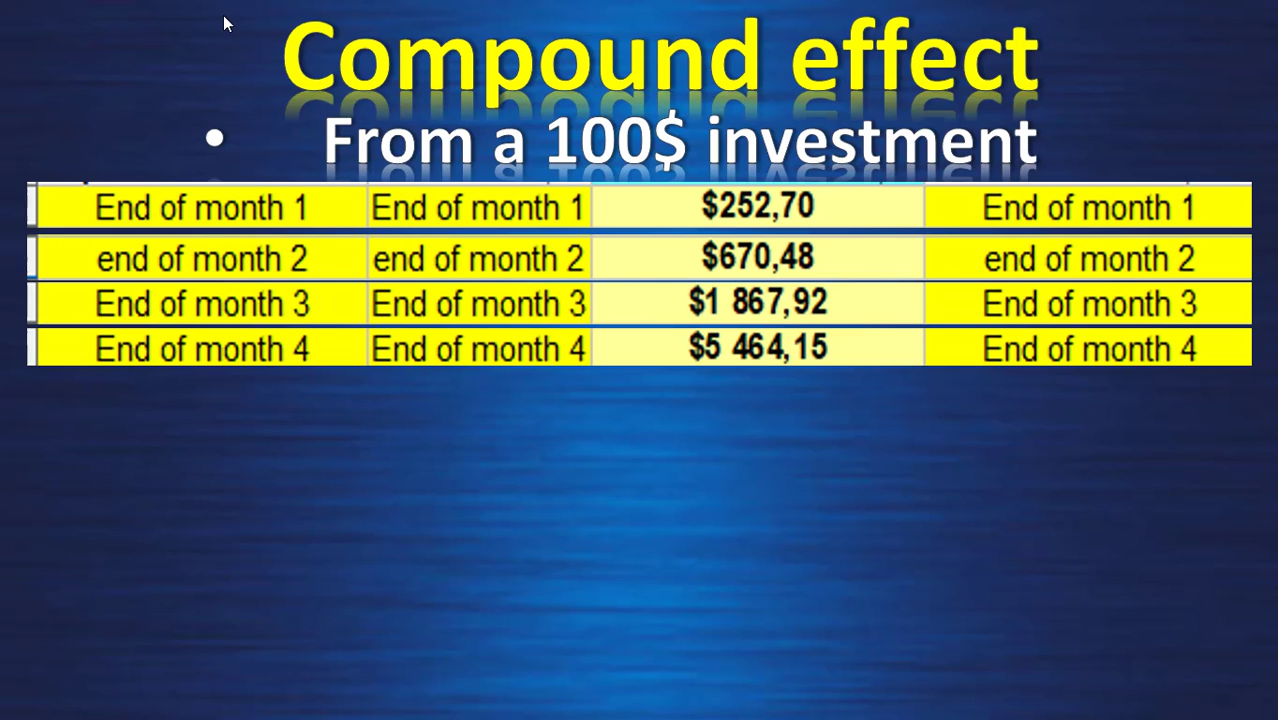 Compound effect
• From a 100$ investment
End of month 1 End of month 1 $252,70 End of month 1
end of month 2 end of month 2 $670,48 end of month 2
End of month 3 End of month 3 $1 867,92 End of month 3
End of month 4 End of month 4 $5 464,15 End of month 4